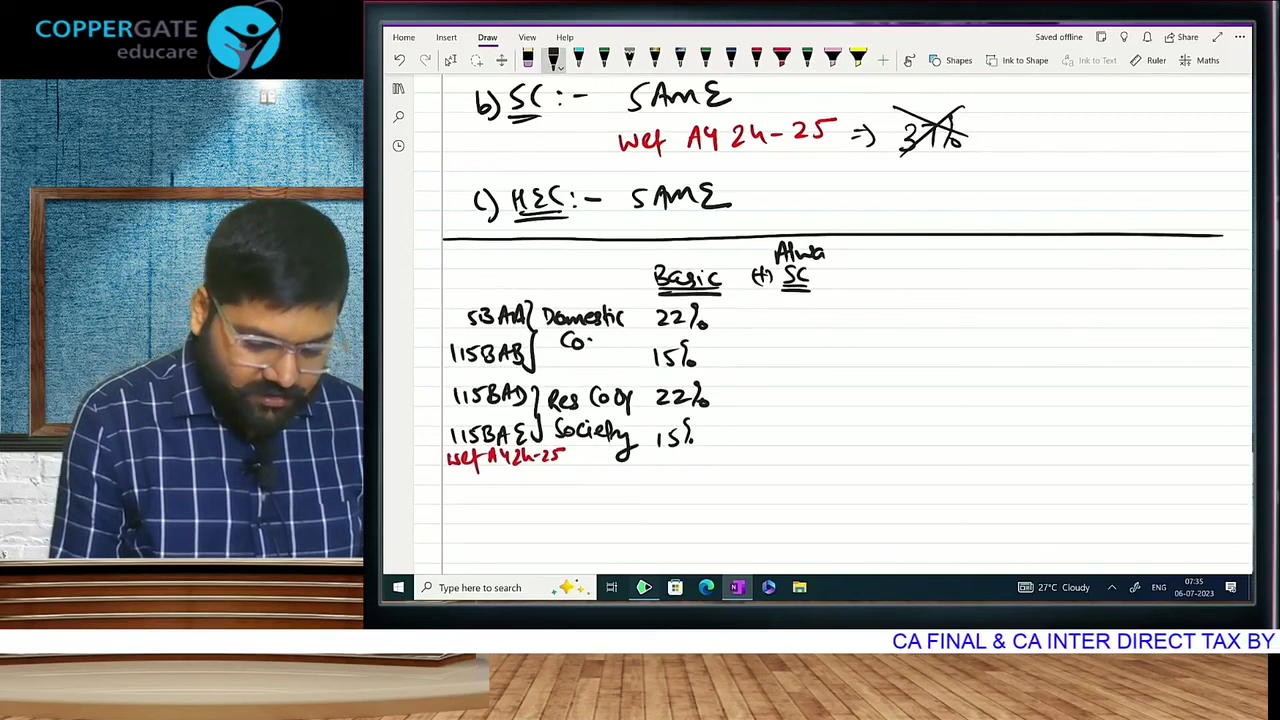 COPPERGATE
educare
Home Insert Draw View Help
Saved offline
Share
Shapes
Ink to Shape
Ink to Text
Ruler
Maths
b) SC :- SAME
wef AY 24-25 => 37%
c) HEC :- SAME
Basic (+) Alwa SC
5BAA Domestic Co. 22%
115BAB 15%
115BAD Res CoOp Society 22%
115BAE 15%
wef AY 24-25
Type here to search
27°C Cloudy
ENG
07:35
06-07-2023
CA FINAL & CA INTER DIRECT TAX BY